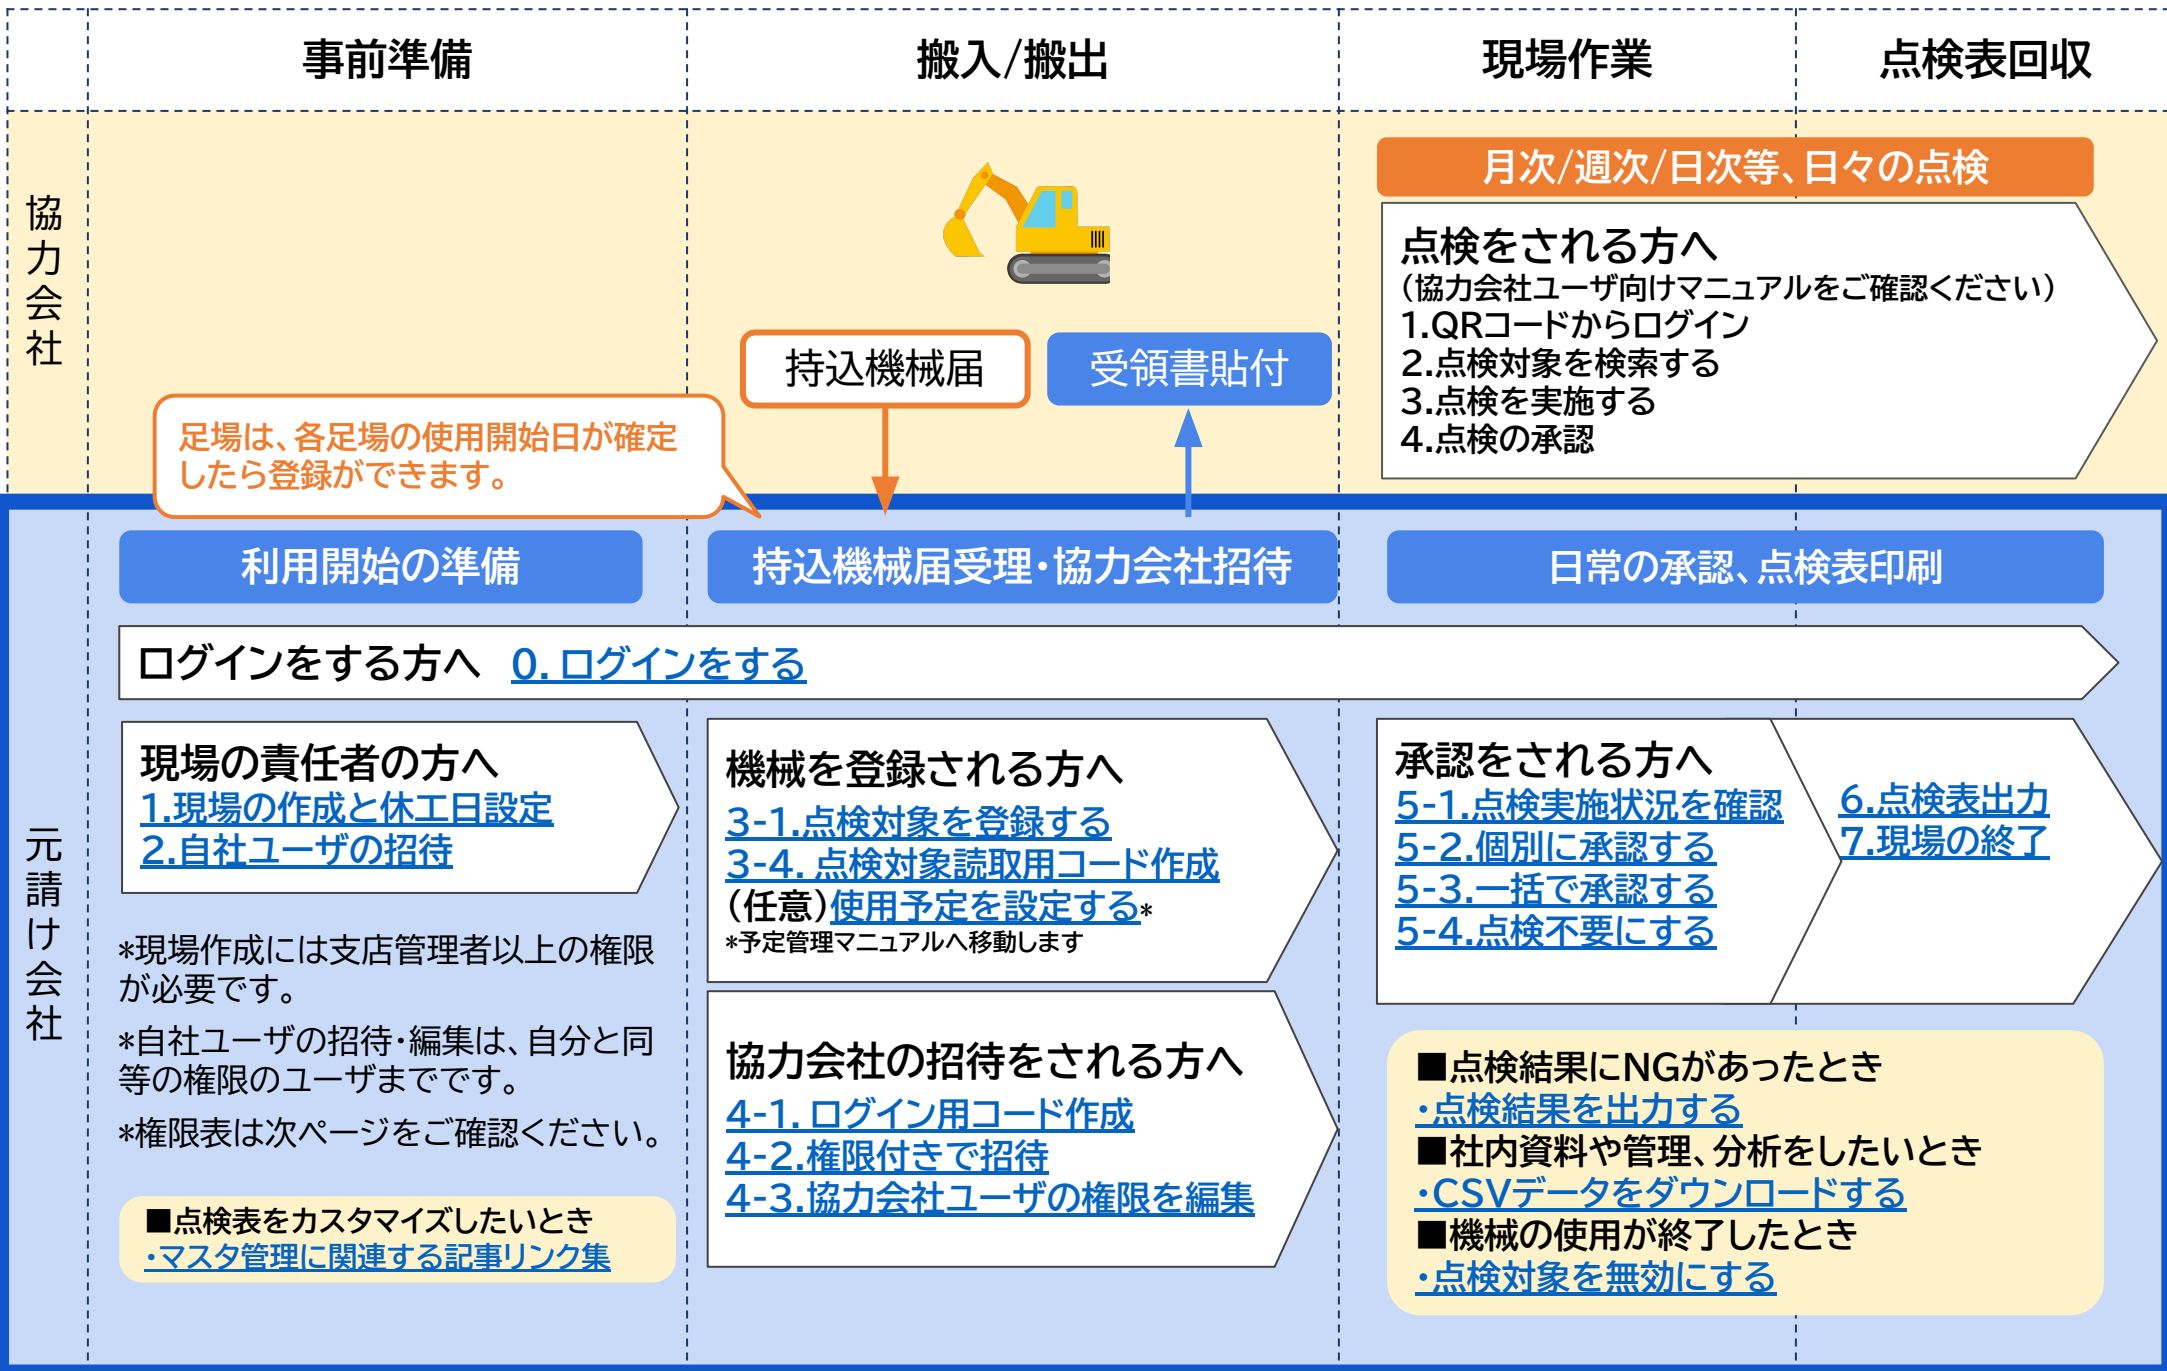 事前準備
搬入/搬出
現場作業
点検表回収
協力会社
月次/週次/日次等、日々の点検
点検をされる方へ
（協力会社ユーザ向けマニュアルをご確認ください）
1.QRコードからログイン
2.点検対象を検索する
3.点検を実施する
4.点検の承認
持込機械届
受領書貼付
足場は、各足場の使用開始日が確定
したら登録ができます。
元請け会社
利用開始の準備
持込機械届受理・協力会社招待
日常の承認、点検表印刷
ログインをする方へ 0. ログインをする
現場の責任者の方へ
1.現場の作成と休工日設定
2.自社ユーザの招待
*現場作成には支店管理者以上の権限
が必要です。
*自社ユーザの招待・編集は、自分と同
等の権限のユーザまでです。
*権限表は次ページをご確認ください。
■点検表をカスタマイズしたいとき
・マスタ管理に関連する記事リンク集
機械を登録される方へ
3-1.点検対象を登録する
3-4. 点検対象読取用コード作成
（任意）使用予定を設定する*
*予定管理マニュアルへ移動します
協力会社の招待をされる方へ
4-1. ログイン用コード作成
4-2.権限付きで招待
4-3.協力会社ユーザの権限を編集
承認をされる方へ
5-1.点検実施状況を確認
5-2.個別に承認する
5-3.一括で承認する
5-4.点検不要にする
6.点検表出力
7.現場の終了
■点検結果にNGがあったとき
・点検結果を出力する
■社内資料や管理、分析をしたいとき
・CSVデータをダウンロードする
■機械の使用が終了したとき
・点検対象を無効にする